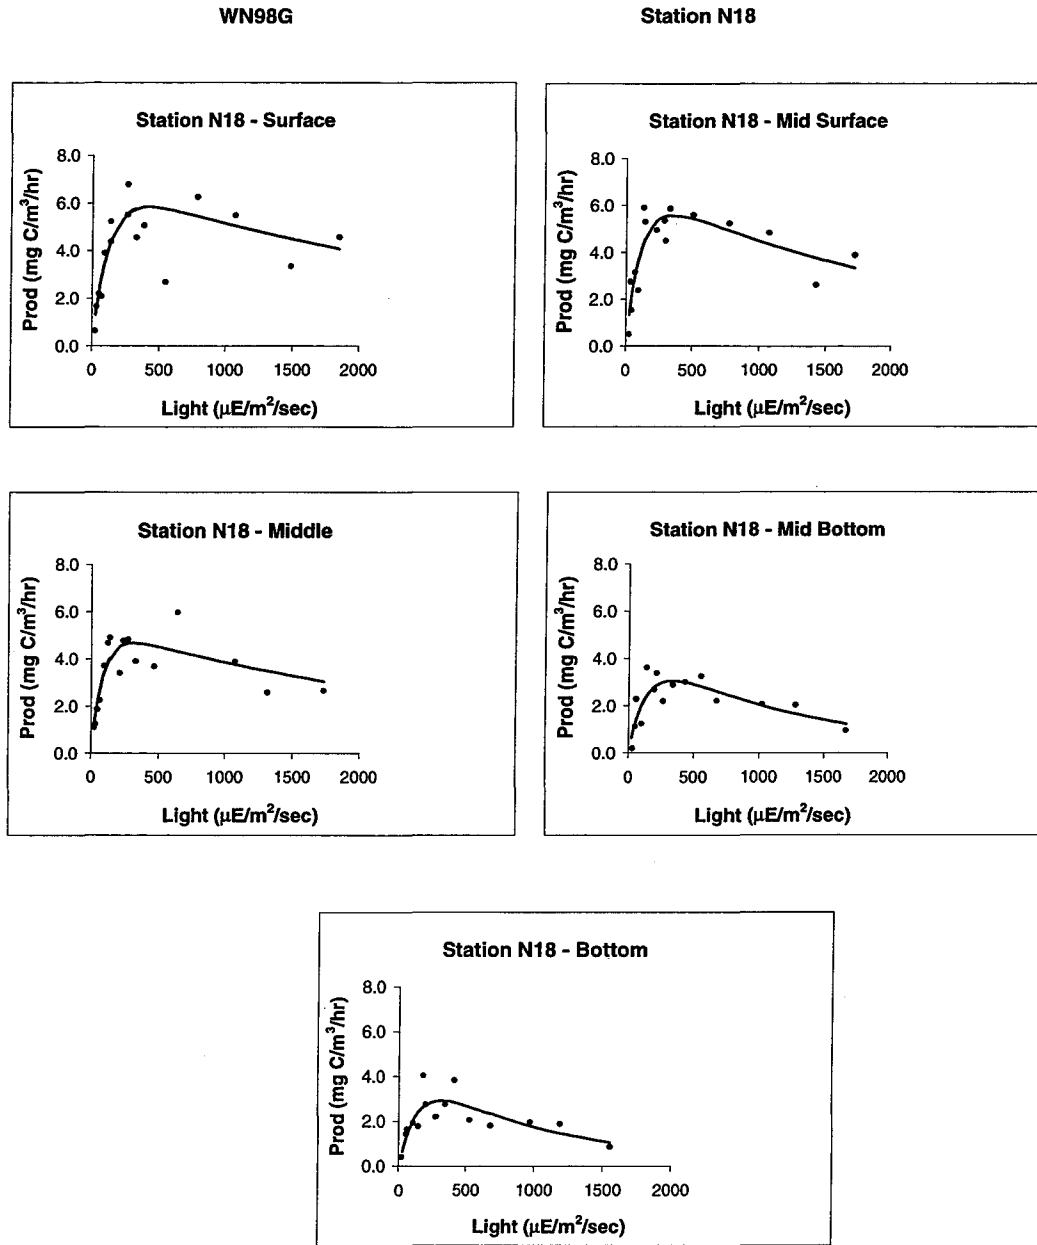 WN98G Station N18
Station N18 - Surface
Prod (mg C/m³/hr)
8.0
6.0
4.0
2.0
0.0
0 500 1000 1500 2000
Light (µE/m²/sec)
Station N18 - Mid Surface
Prod (mg C/m³/hr)
8.0
6.0
4.0
2.0
0.0
0 500 1000 1500 2000
Light (µE/m²/sec)
Station N18 - Middle
Prod (mg C/m³/hr)
8.0
6.0
4.0
2.0
0.0
0 500 1000 1500 2000
Light (µE/m²/sec)
Station N18 - Mid Bottom
Prod (mg C/m³/hr)
8.0
6.0
4.0
2.0
0.0
0 500 1000 1500 2000
Light (µE/m²/sec)
Station N18 - Bottom
Prod (mg C/m³/hr)
8.0
6.0
4.0
2.0
0.0
0 500 1000 1500 2000
Light (µE/m²/sec)